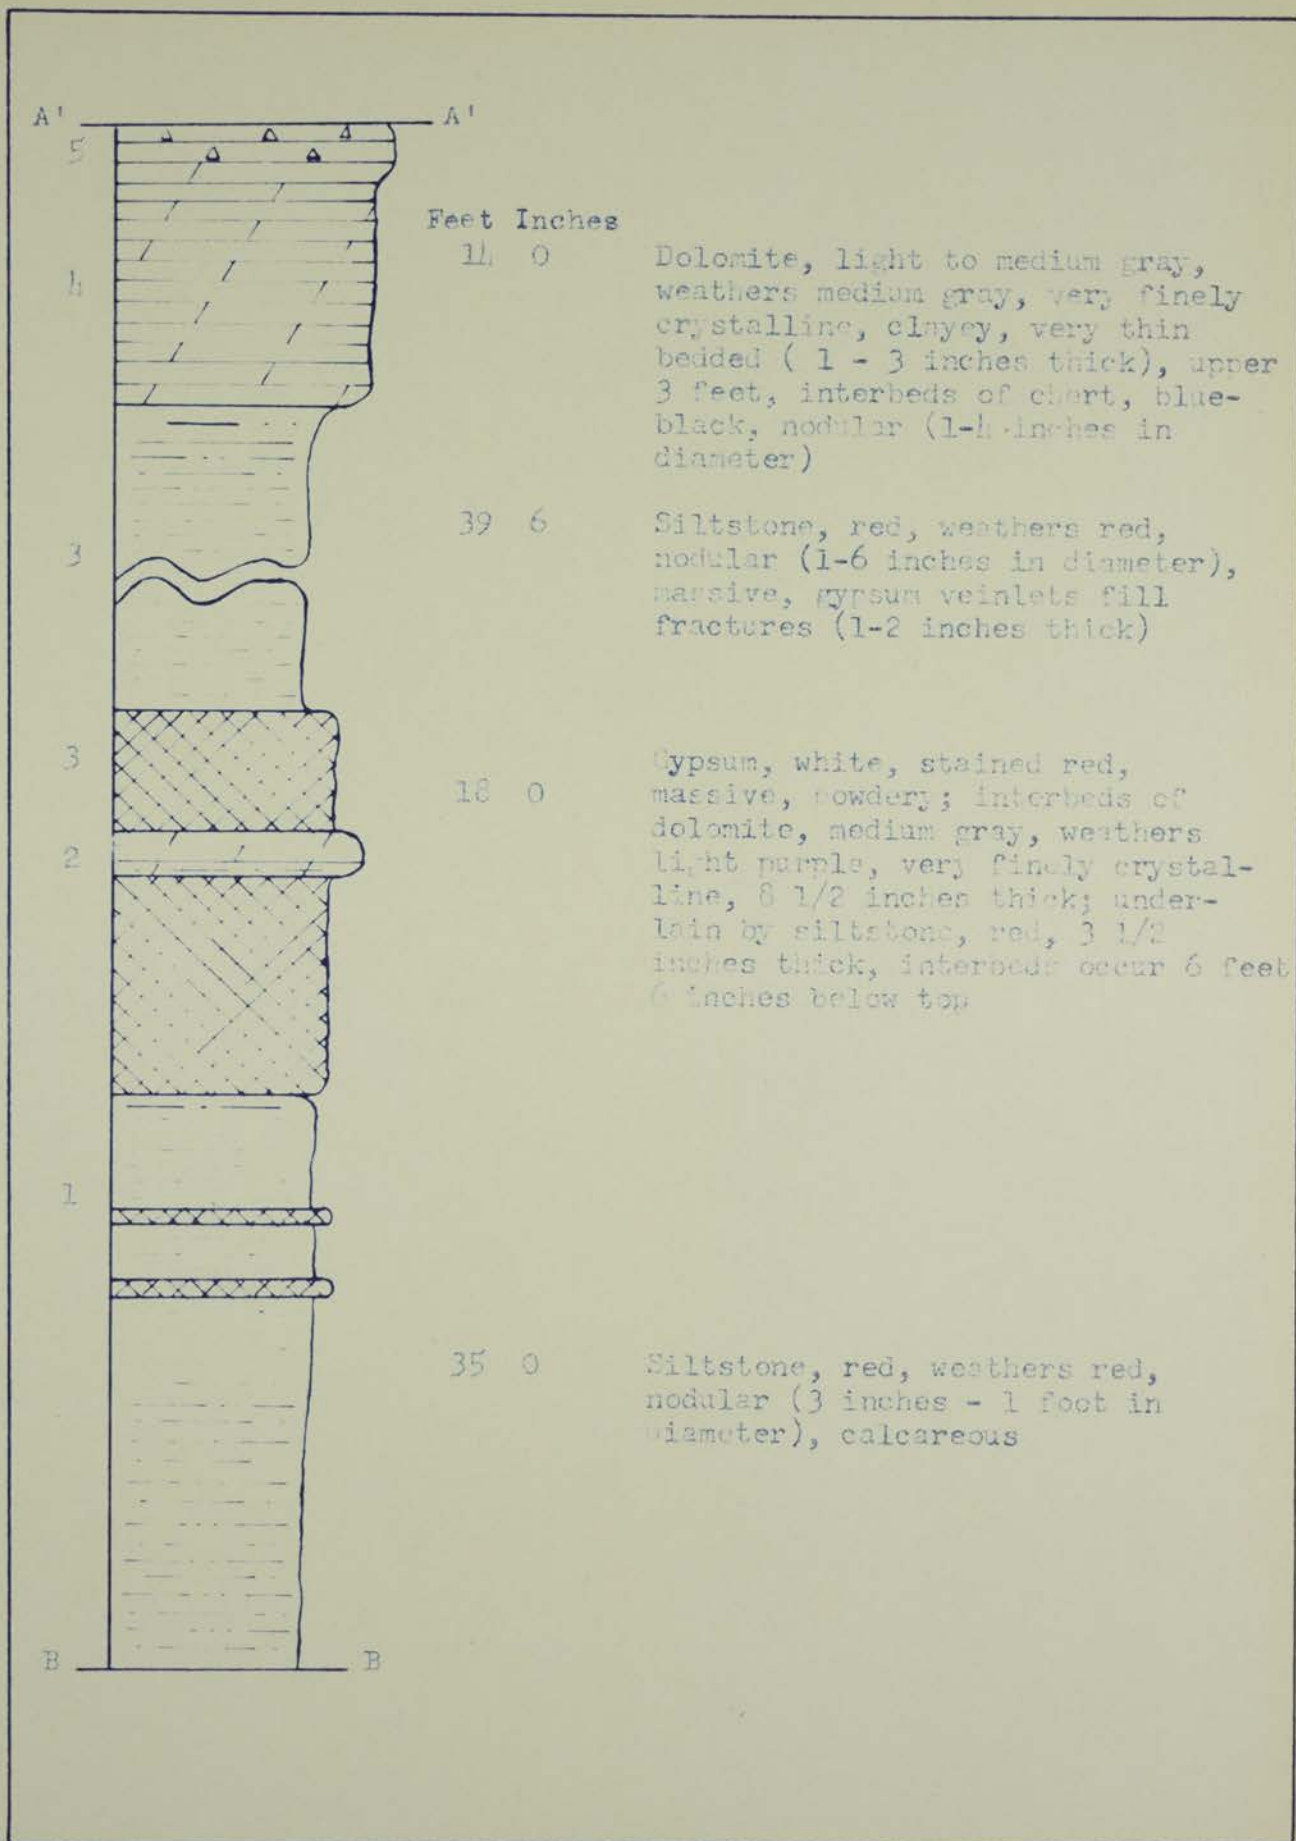 A' A'
5
Feet Inches
14 0 Dolomite, light to medium gray,
4 weathers medium gray, very finely
crystalline, clayey, very thin
bedded ( 1 - 3 inches thick), upper
3 feet, interbeds of chert, blue-
black, nodular (1-4 inches in
diameter)
39 6 Siltstone, red, weathers red,
3 nodular (1-6 inches in diameter),
massive, gypsum veinlets fill
fractures (1-2 inches thick)
3 Gypsum, white, stained red,
18 0 massive, powdery; interbeds of
dolomite, medium gray, weathers
2 light purple, very finely crystal-
line, 8 1/2 inches thick; under-
lain by siltstone, red, 3 1/2
inches thick, interbeds occur 6 feet
6 inches below top
1
35 0 Siltstone, red, weathers red,
nodular (3 inches - 1 foot in
diameter), calcareous
B B